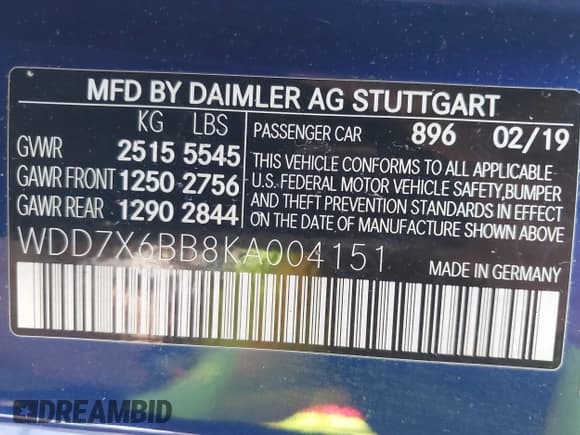 MFD BY DAIMLER AG STUTTGART
KG LBS
GVWR 2515 5545
GAWR FRONT 1250 2756
GAWR REAR 1290 2844
PASSENGER CAR 896 02/19
THIS VEHICLE CONFORMS TO ALL APPLICABLE
U.S. FEDERAL MOTOR VEHICLE SAFETY,BUMPER
AND THEFT PREVENTION STANDARDS IN EFFECT
ON THE DATE OF MANUFACTURE SHOWN ABOVE
WDD7X6BB8KA004151
MADE IN GERMANY
DREAMBID